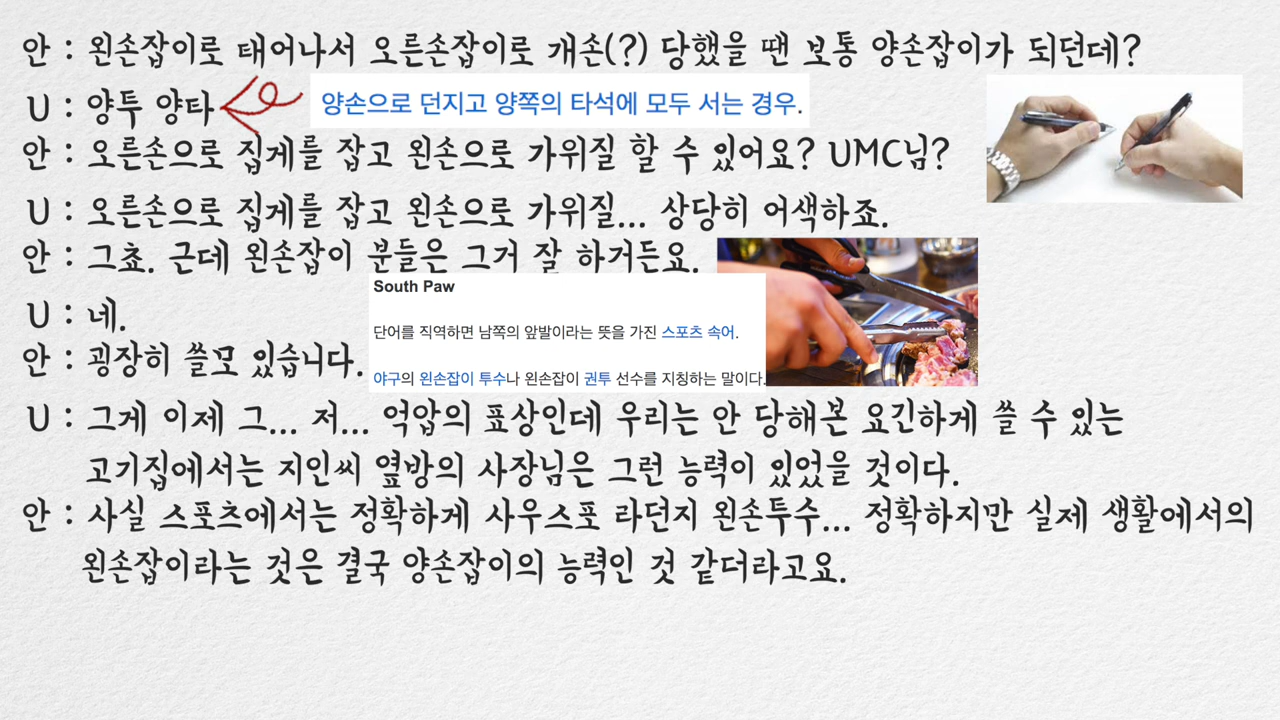 안 : 왼손잡이로 태어나서 오른손잡이로 개손(?) 당했을 땐 보통 양손잡이가 되던데?
U : 양투 양타
양손으로 던지고 양쪽의 타석에 모두 서는 경우.
안 : 오른손으로 집게를 잡고 왼손으로 가위질 할 수 있어요? UMC님?
U : 오른손으로 집게를 잡고 왼손으로 가위질... 상당히 어색하죠.
안 : 그쵸. 근데 왼손잡이 분들은 그거 잘 하거든요.
U : 네.
안 : 굉장히 쓸모 있습니다.
South Paw
단어를 직역하면 남쪽의 앞발이라는 뜻을 가진 스포츠 속어.
야구의 왼손잡이 투수나 왼손잡이 권투 선수를 지칭하는 말이다.
U : 그게 이제 그... 저... 억압의 표상인데 우리는 안 당해본 요긴하게 쓸 수 있는
고기집에서는 지인씨 옆방의 사장님은 그런 능력이 있었을 것이다.
안 : 사실 스포츠에서는 정확하게 사우스포 라던지 왼손투수... 정확하지만 실제 생활에서의
왼손잡이라는 것은 결국 양손잡이의 능력인 것 같더라고요.